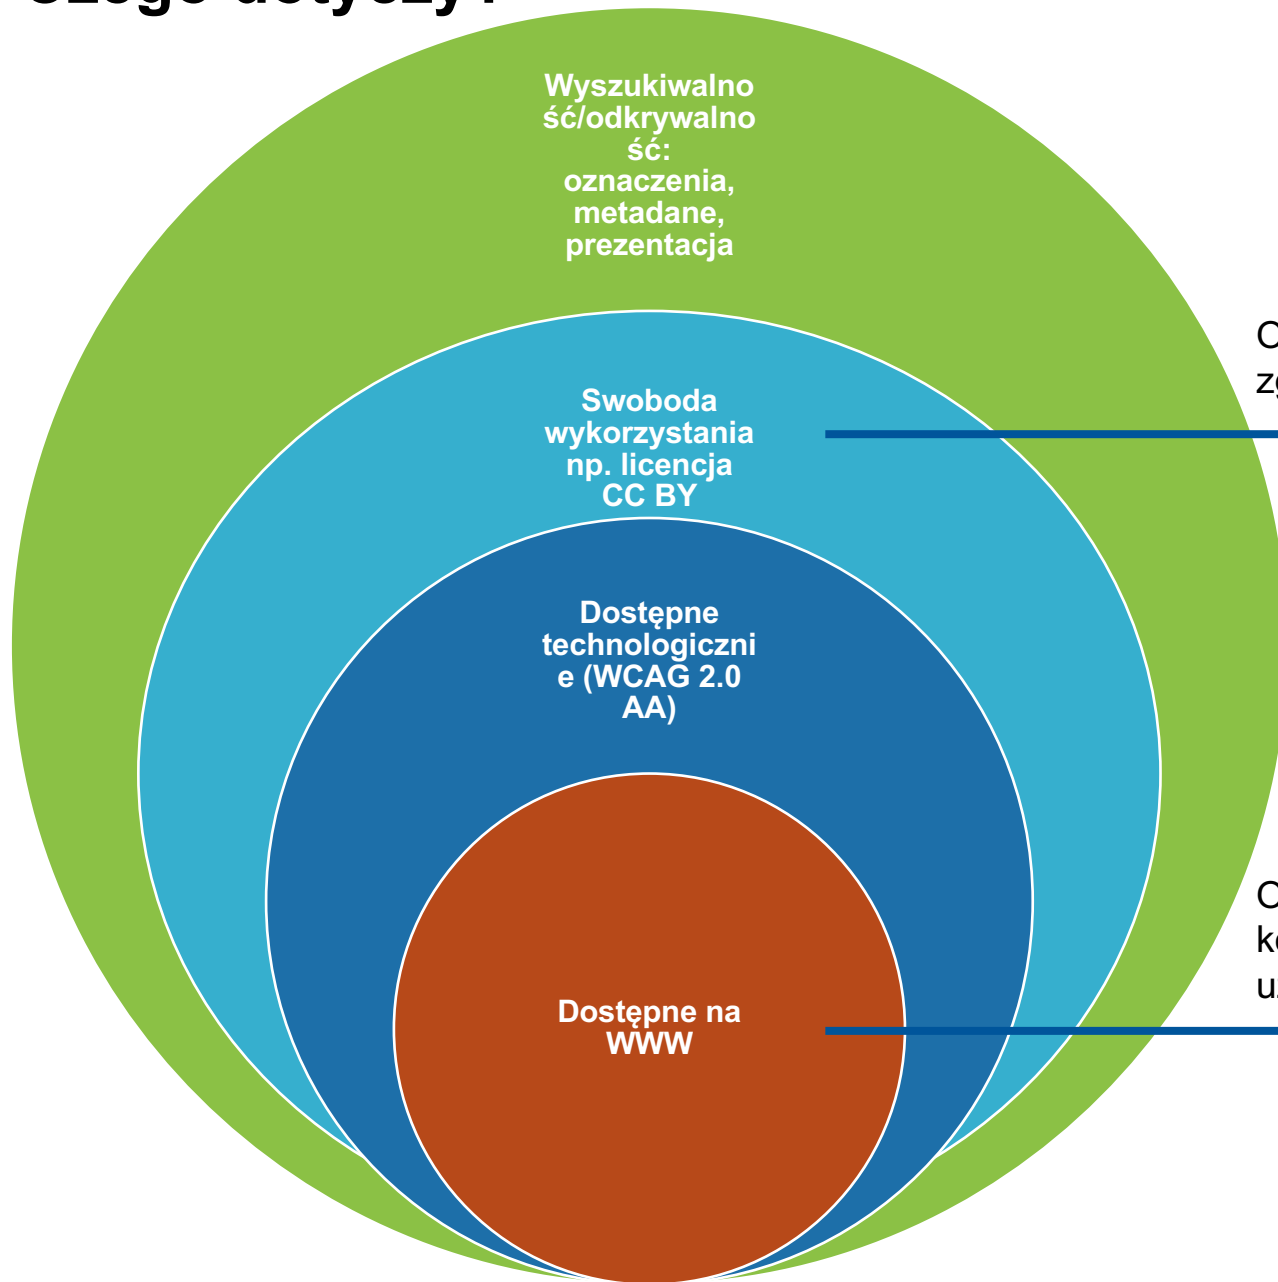 Wyszukiwalno
ść/odkrywalno
ść:
oznaczenia,
metadane,
prezentacja
Swoboda
wykorzystania
np. licencja
CC BY
Dostępne
technologiczni
e (WCAG 2.0
AA)
Dostępne na
WWW